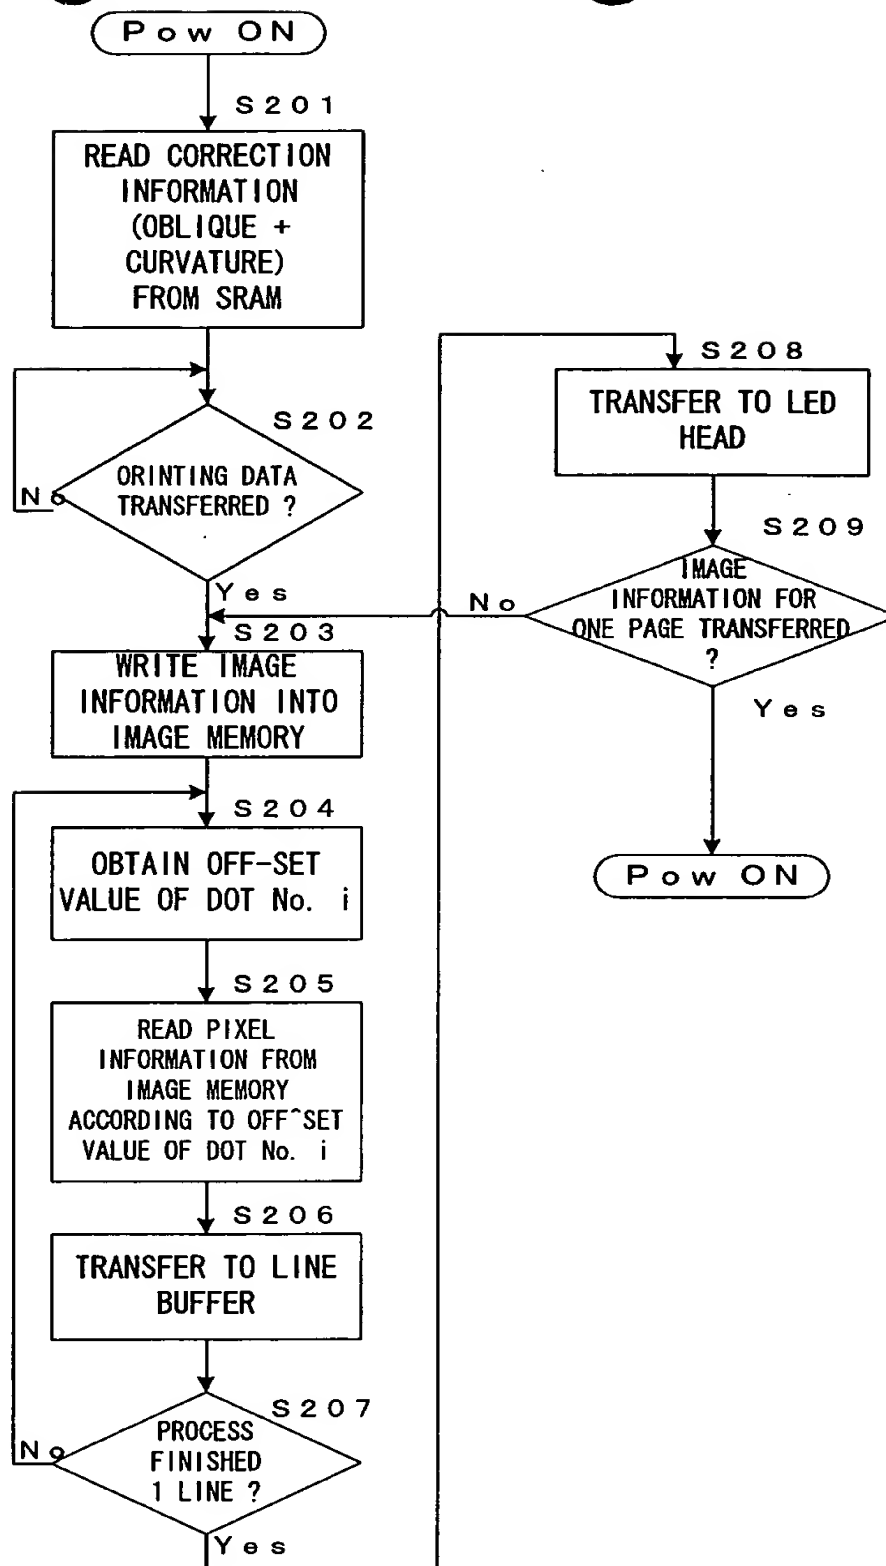 Pow ON
S201
READ CORRECTION
INFORMATION
(OBLIQUE +
CURVATURE)
FROM SRAM
S202
ORINTING DATA
TRANSFERRED ?
No
Yes
S203
WRITE IMAGE
INFORMATION INTO
IMAGE MEMORY
S204
OBTAIN OFF-SET
VALUE OF DOT No. i
S205
READ PIXEL
INFORMATION FROM
IMAGE MEMORY
ACCORDING TO OFF^SET
VALUE OF DOT No. i
S206
TRANSFER TO LINE
BUFFER
S207
PROCESS
FINISHED
1 LINE ?
No
Yes
S208
TRANSFER TO LED
HEAD
S209
IMAGE
INFORMATION FOR
ONE PAGE TRANSFERRED
?
No
Yes
Pow ON